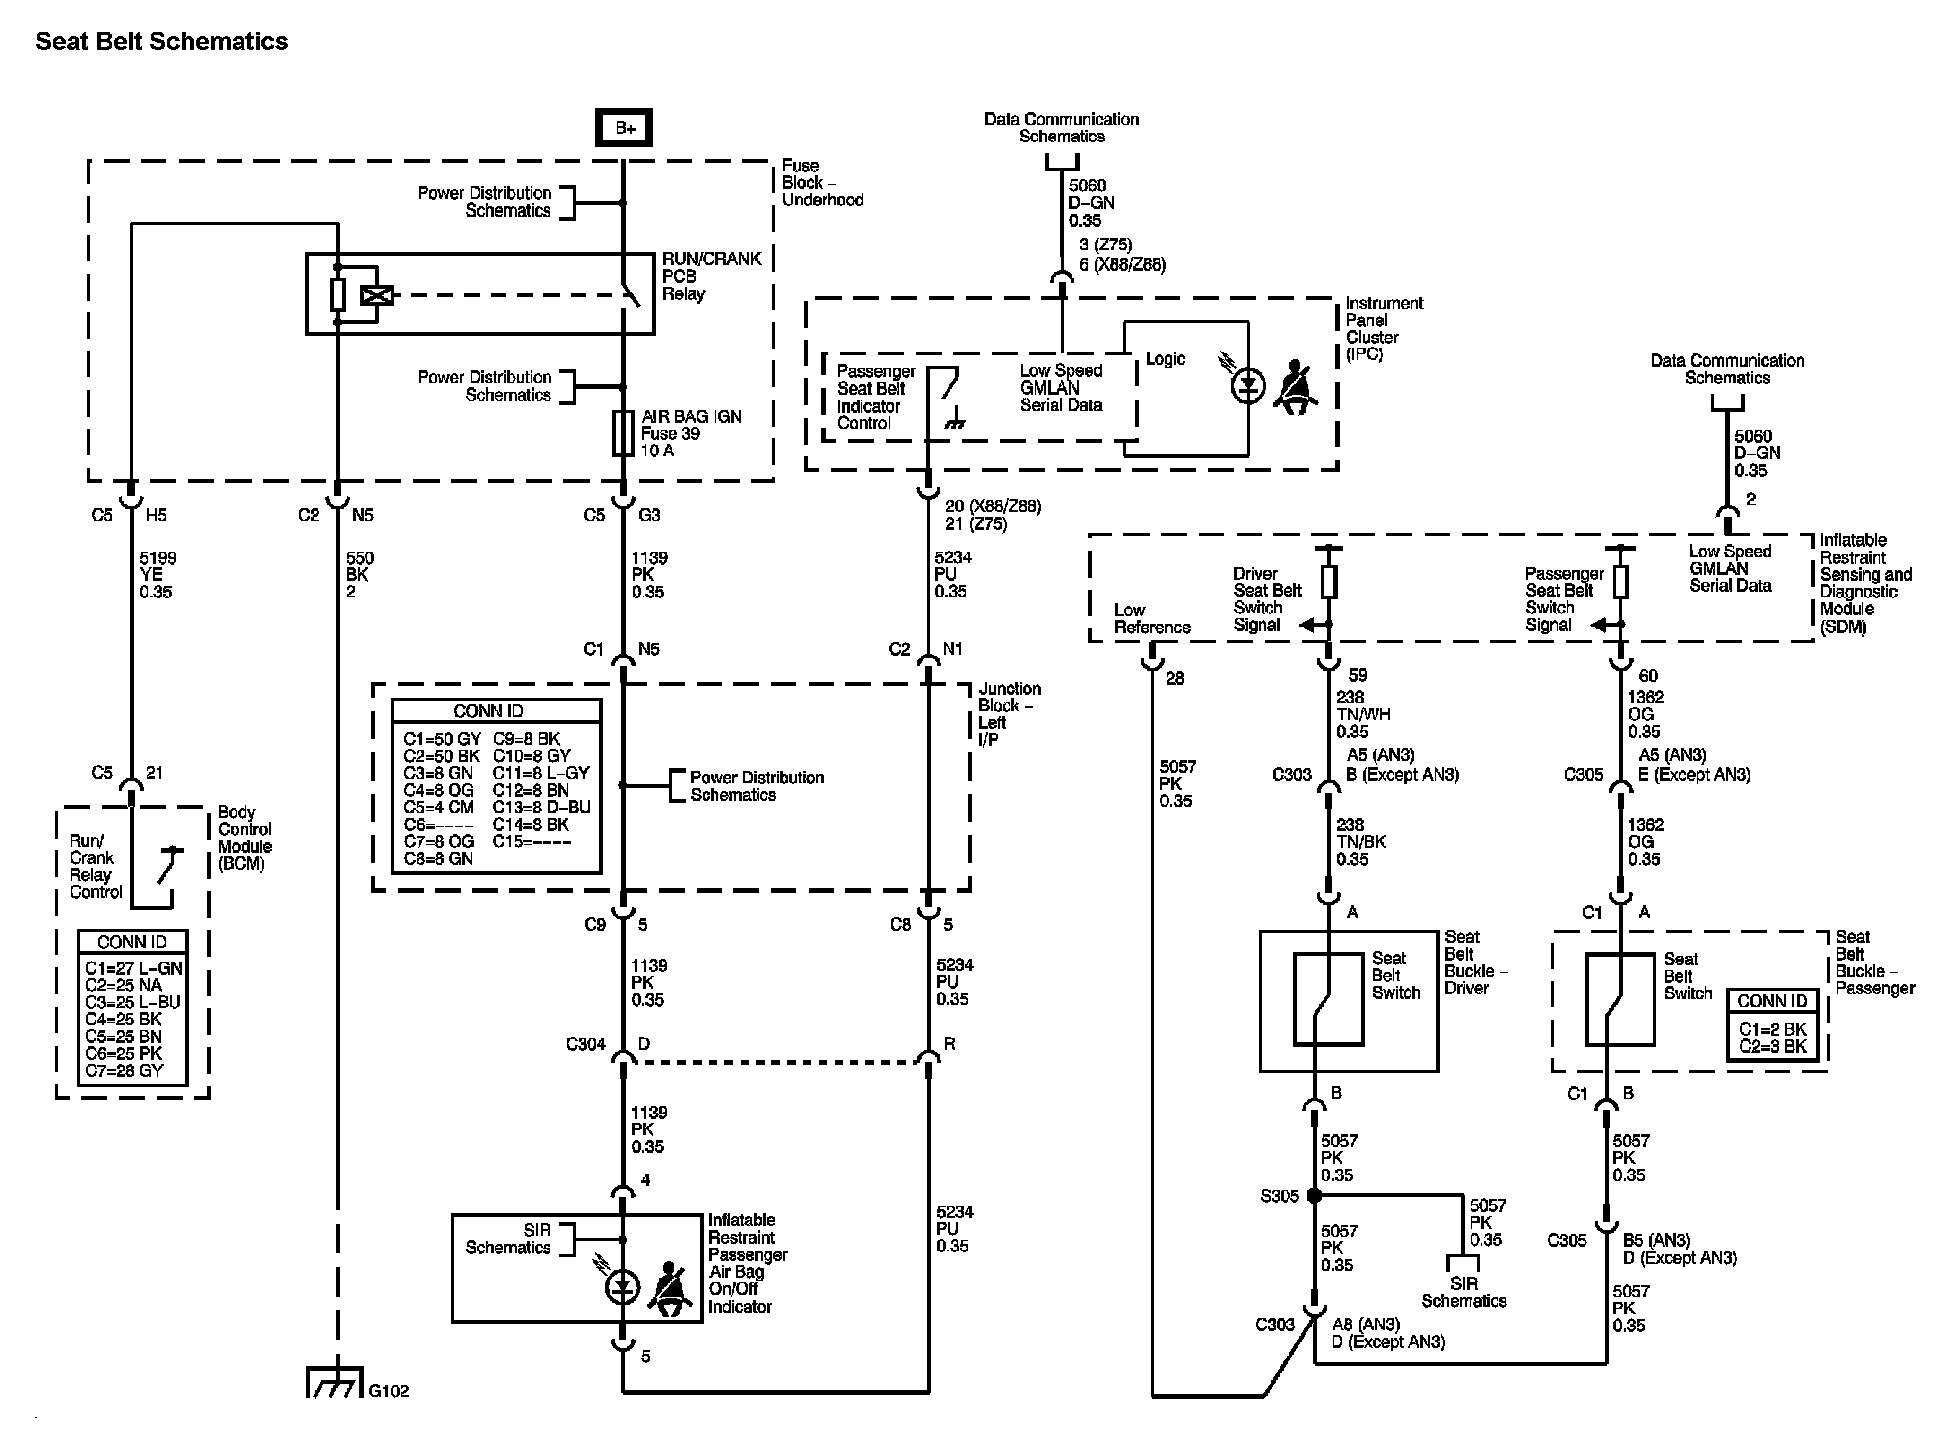 Seat Belt Schematics
B+
Fuse
Block –
Underhood
Power Distribution
Schematics
RUN/CRANK
PCB
Relay
Power Distribution
Schematics
AIR BAG IGN
Fuse 39
10 A
C5
H5
C2
N5
C5
G3
5199
YE
0.35
550
BK
2
1139
PK
0.35
C1
N5
C5
21
Body
Control
Module
(BCM)
Run/
Crank
Relay
Control
CONN ID
C1=27 L–GN
C2=25 NA
C3=25 L–BU
C4=25 BK
C5=25 BN
C6=25 PK
C7=28 GY
G102
Data Communication
Schematics
5060
D–GN
0.35
3 (Z75)
6 (X88/Z88)
Instrument
Panel
Cluster
(IPC)
Passenger
Seat Belt
Indicator
Control
Low Speed
GMLAN
Serial Data
Logic
20 (X88/Z88)
21 (Z75)
5234
PU
0.35
C2
N1
Junction
Block –
Left
I/P
CONN ID
C1=50 GY C9=8 BK
C2=50 BK C10=8 GY
C3=8 GN C11=8 L–GY
C4=8 OG C12=8 BN
C5=4 CM C13=8 D–BU
C6=---- C14=8 BK
C7=8 OG C15=----
C8=8 GN
Power Distribution
Schematics
C9
5
C8
5
1139
PK
0.35
5234
PU
0.35
C304
D
R
1139
PK
0.35
4
SIR
Schematics
Inflatable
Restraint
Passenger
Air Bag
On/Off
Indicator
5
5234
PU
0.35
Data Communication
Schematics
5060
D–GN
0.35
2
Inflatable
Restraint
Sensing and
Diagnostic
Module
(SDM)
Low
Reference
Driver
Seat Belt
Switch
Signal
Passenger
Seat Belt
Switch
Signal
Low Speed
GMLAN
Serial Data
28
59
60
238
TN/WH
0.35
1362
OG
0.35
5057
PK
0.35
C303
A5 (AN3)
B (Except AN3)
C305
A5 (AN3)
E (Except AN3)
238
TN/BK
0.35
1362
OG
0.35
A
C1
A
Seat
Belt
Switch
Seat
Belt
Buckle –
Driver
Seat
Belt
Switch
Seat
Belt
Buckle –
Passenger
CONN ID
C1=2 BK
C2=3 BK
B
C1
B
5057
PK
0.35
5057
PK
0.35
S305
5057
PK
0.35
5057
PK
0.35
SIR
Schematics
C305
B5 (AN3)
D (Except AN3)
5057
PK
0.35
C303
A8 (AN3)
D (Except AN3)